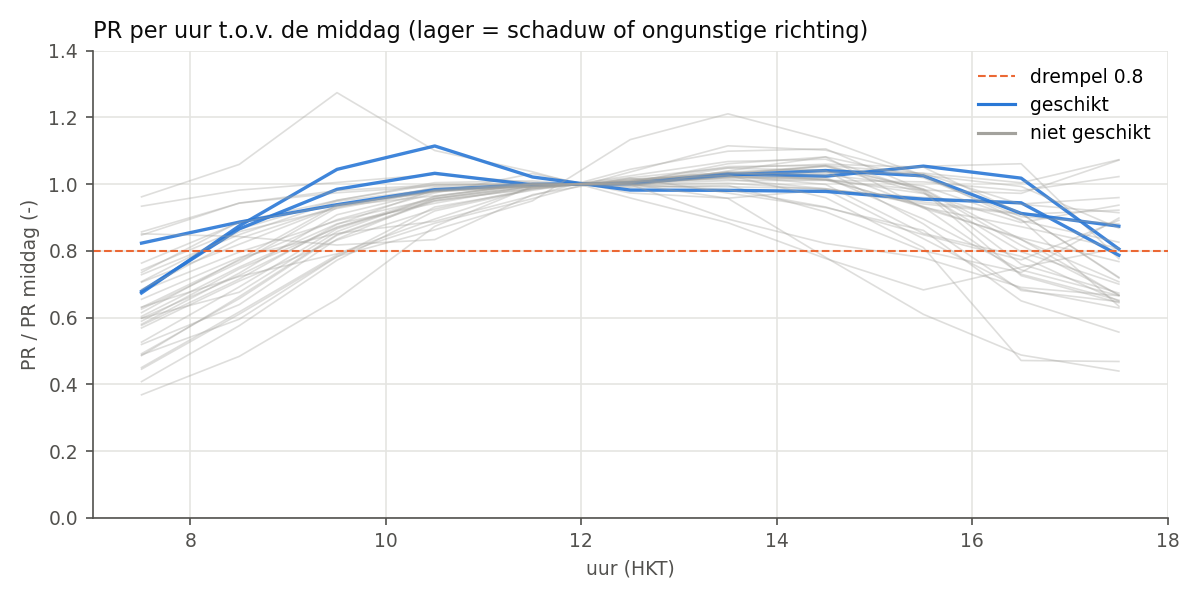 PR per uur t.o.v. de middag (lager = schaduw of ongunstige richting)
1.4
1.2
1.0
0.8
0.6
0.4
0.2
0.0
PR / PR middag (-)
drempel 0.8
geschikt
niet geschikt
8
10
12
14
16
18
uur (HKT)